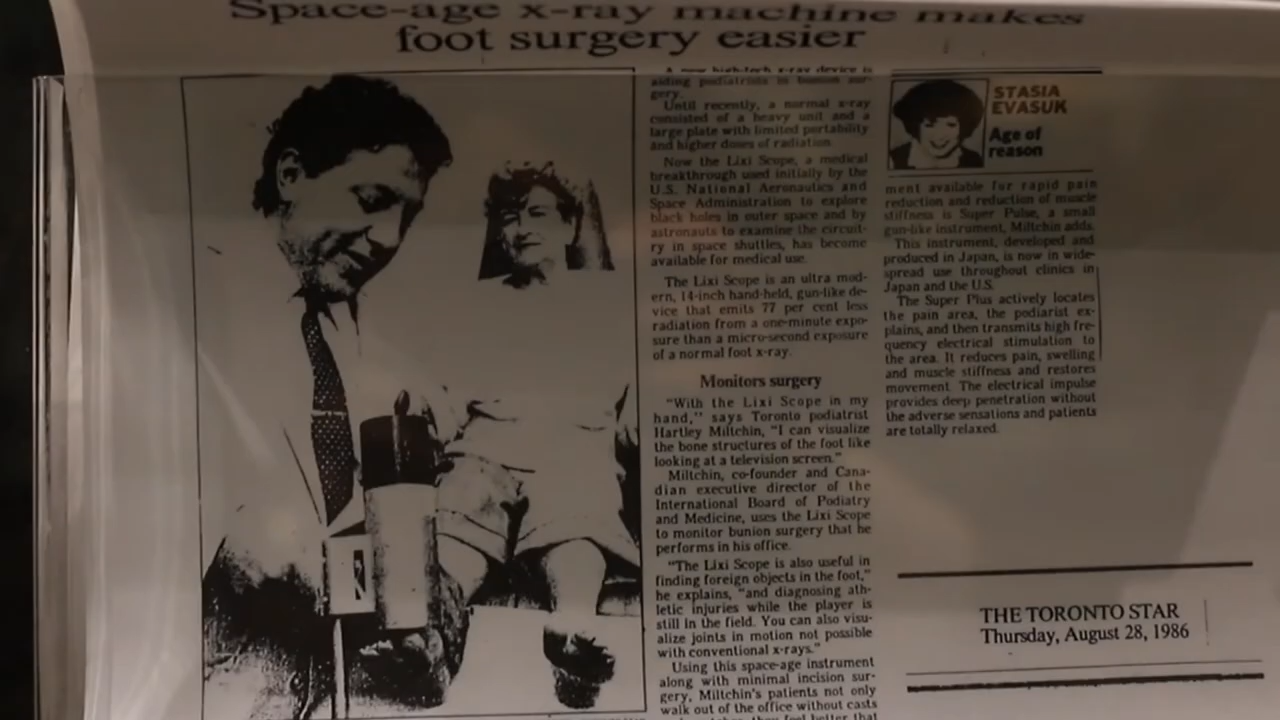 Space-age x-ray machine makes
foot surgery easier
A new high-tech x-ray device is
aiding podiatrists in bunion sur-
gery.
Until recently, a normal x-ray
consisted of a heavy unit and a
large plate with limited portability
and higher doses of radiation.
Now the Lixi Scope, a medical
breakthrough used initially by the
U.S. National Aeronautics and
Space Administration to explore
black holes in outer space and by
astronauts to examine the circuit-
ry in space shuttles, has become
available for medical use.
The Lixi Scope is an ultra mod-
ern, 14-inch hand-held, gun-like de-
vice that emits 77 per cent less
radiation from a one-minute expo-
sure than a micro-second exposure
of a normal foot x-ray.
Monitors surgery
"With the Lixi Scope in my
hand," says Toronto podiatrist
Hartley Miltchin, "I can visualize
the bone structures of the foot like
looking at a television screen."
Miltchin, co-founder and Cana-
dian executive director of the
International Board of Podiatry
and Medicine, uses the Lixi Scope
to monitor bunion surgery that he
performs in his office.
"The Lixi Scope is also useful in
finding foreign objects in the foot,"
he explains, "and diagnosing ath-
letic injuries while the player is
still in the field. You can also visu-
alize joints in motion not possible
with conventional x-rays."
Using this space-age instrument
along with minimal incision sur-
gery, Miltchin's patients not only
walk out of the office without casts
they feel better that
STASIA
EVASUK
Age of
reason
ment available for rapid pain
reduction and reduction of muscle
stiffness is Super Pulse, a small
gun-like instrument, Miltchin adds.
This instrument, developed and
produced in Japan, is now in wide-
spread use throughout clinics in
Japan and the U.S.
The Super Plus actively locates
the pain area, the podiarist ex-
plains, and then transmits high fre-
quency electrical stimulation to
the area. It reduces pain, swelling
and muscle stiffness and restores
movement. The electrical impulse
provides deep penetration without
the adverse sensations and patients
are totally relaxed.
THE TORONTO STAR
Thursday, August 28, 1986